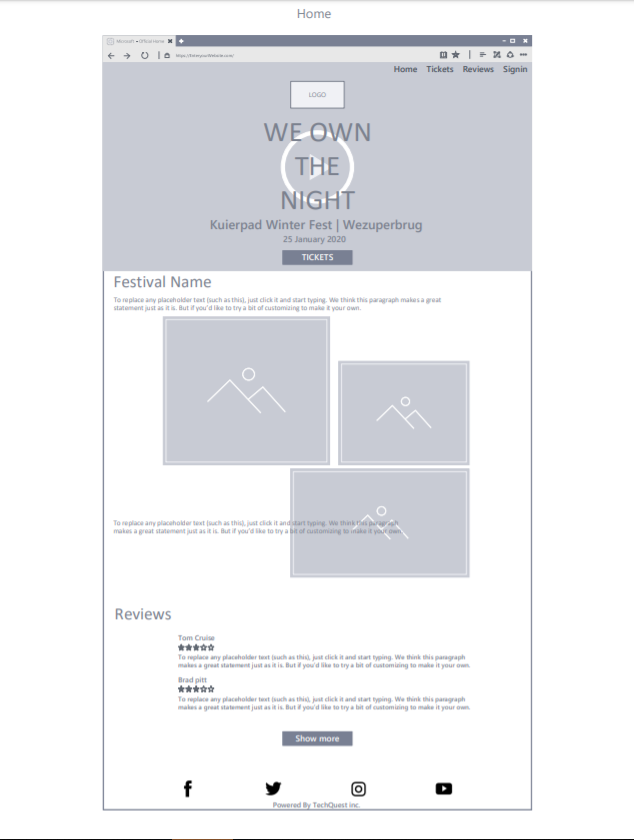 Home
Microsoft – Official Home
https://EnteryourWebsite.com/
Home Tickets Reviews Signin
LOGO
WE OWN
THE
NIGHT
Kuierpad Winter Fest | Wezuperbrug
25 January 2020
TICKETS
Festival Name
To replace any placeholder text (such as this), just click it and start typing. We think this paragraph makes a great
statement just as it is. But if you'd like to try a bit of customizing to make it your own.
To replace any placeholder text (such as this), just click it and start typing. We think this paragraph
makes a great statement just as it is. But if you'd like to try a bit of customizing to make it your own.
Reviews
Tom Cruise
To replace any placeholder text (such as this), just click it and start typing. We think this paragraph
makes a great statement just as it is. But if you'd like to try a bit of customizing to make it your own.
Brad pitt
To replace any placeholder text (such as this), just click it and start typing. We think this paragraph
makes a great statement just as it is. But if you'd like to try a bit of customizing to make it your own.
Show more
Powered By TechQuest inc.